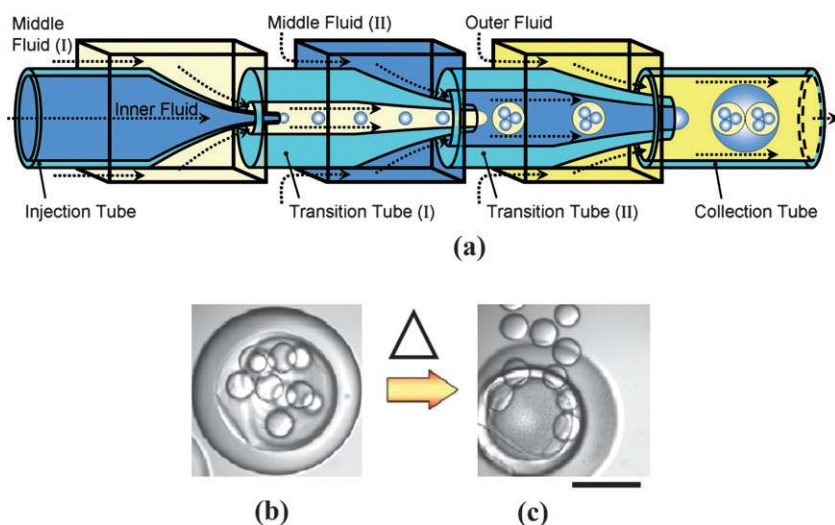 Middle
Fluid (I)
Middle Fluid (II)
Outer Fluid
Inner Fluid
Injection Tube
Transition Tube (I)
Transition Tube (II)
Collection Tube
(a)
(b)
(c)